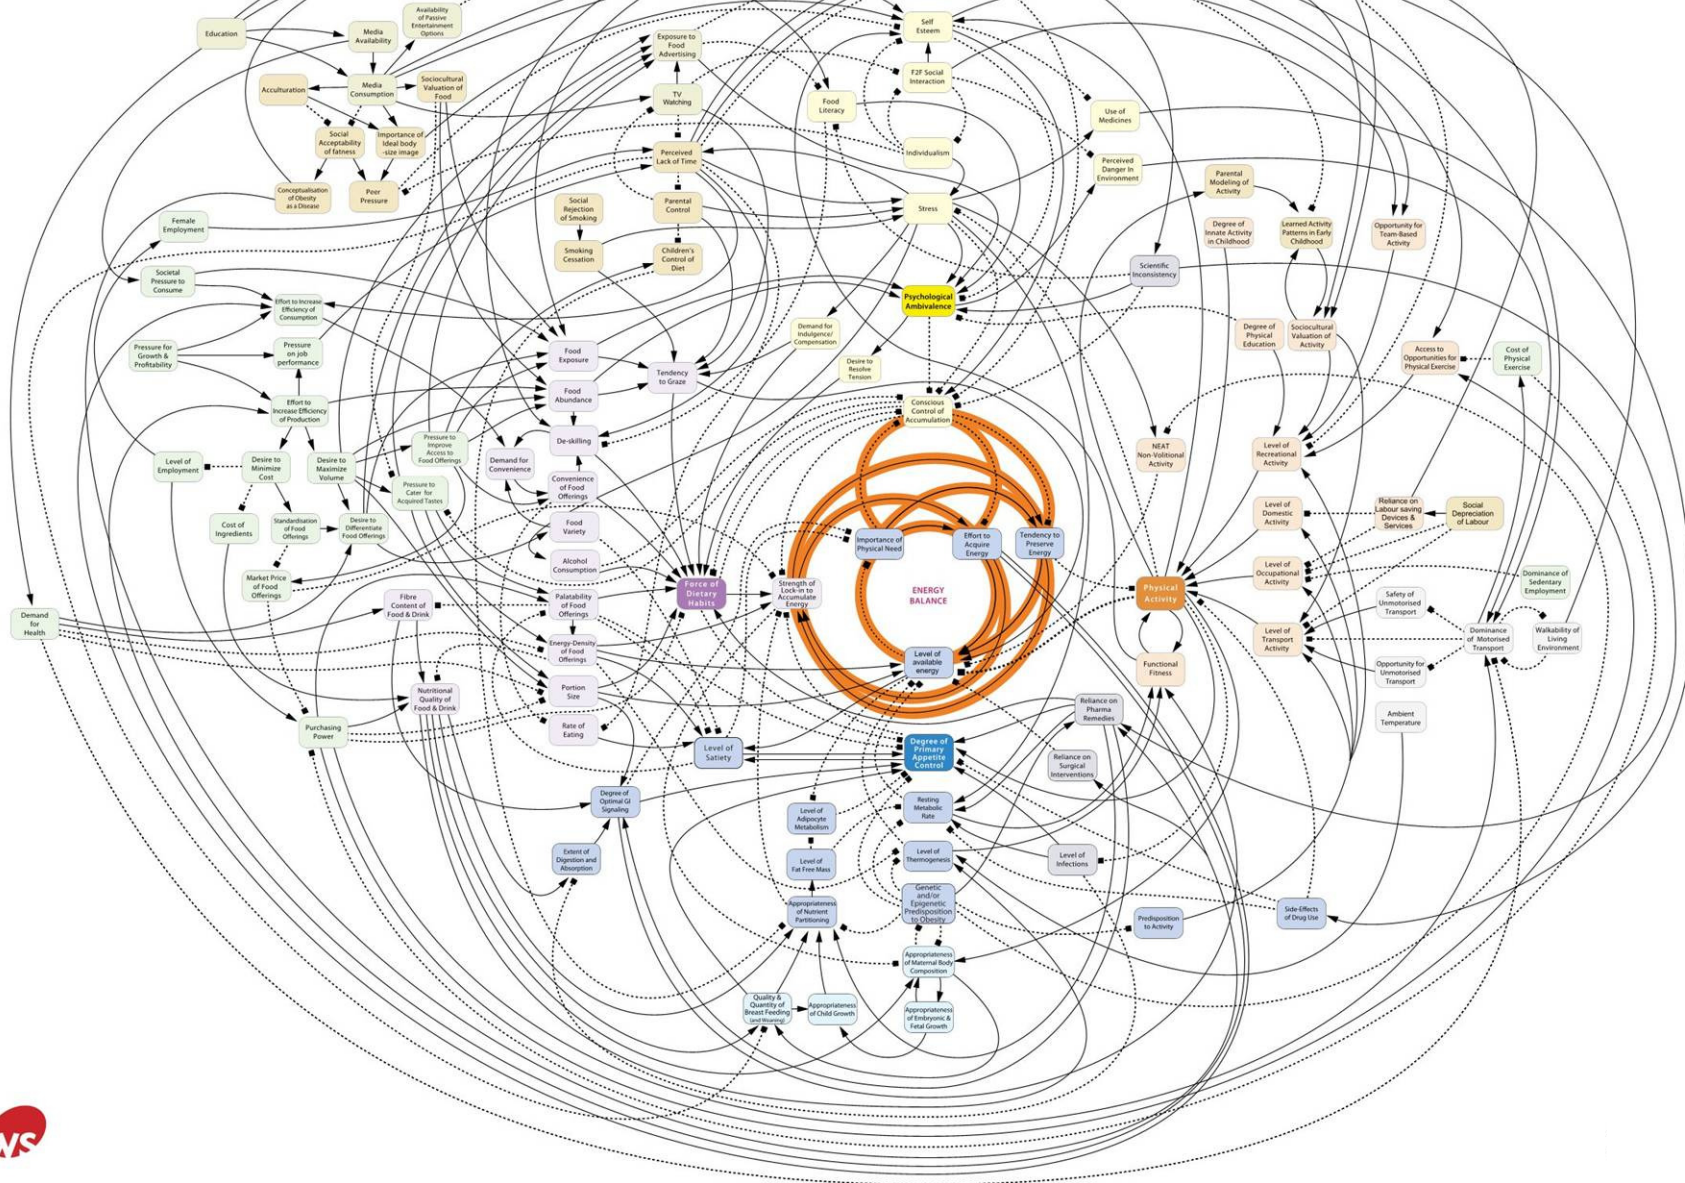 Availability
of Passive
Entertainment
Options
Education
Media
Availability
Self
Esteem
Exposure to
Food
Advertising
F2F Social
Interaction
Acculturation
Media
Consumption
Sociocultural
Valuation of
Food
TV
Watching
Food
Literacy
Use of
Medicines
Social
Acceptability
of fatness
Importance of
Ideal body
-size image
Perceived
Lack of Time
Individualism
Perceived
Danger In
Environment
Conceptualisation
of Obesity
as a Disease
Peer
Pressure
Parental
Modeling of
Activity
Female
Employment
Social
Rejection
of Smoking
Parental
Control
Stress
Degree of
Innate Activity
in Childhood
Learned Activity
Patterns in Early
Childhood
Opportunity for
Team-Based
Activity
Smoking
Cessation
Children's
Control of
Diet
Scientific
Inconsistency
Societal
Pressure to
Consume
Effort to Increase
Efficiency of
Consumption
Psychological
Ambivalence
Demand for
Indulgence/
Compensation
Degree of
Physical
Education
Sociocultural
Valuation of
Activity
Pressure for
Growth &
Profitability
Pressure
on job
performance
Food
Exposure
Tendency
to Graze
Desire to
Resolve
Tension
Access to
Opportunities for
Physical Exercise
Cost of
Physical
Exercise
Effort to
Increase Efficiency
of Production
Food
Abundance
Conscious
Control of
Accumulation
Level of
Employment
Desire to
Minimize
Cost
Desire to
Maximize
Volume
Pressure to
Improve
Access to
Food Offerings
De-skilling
Demand for
Convenience
NEAT
Non-Volitional
Activity
Level of
Recreational
Activity
Pressure to
Cater for
Acquired Tastes
Convenience
of Food
Offerings
Cost of
Ingredients
Standardisation
of Food
Offerings
Desire to
Differentiate
Food Offerings
Food
Variety
Importance of
Physical Need
Effort to
Acquire
Energy
Tendency to
Preserve
Energy
Level of
Domestic
Activity
Reliance on
Labour saving
Devices &
Services
Social
Depreciation
of Labour
Market Price
of Food
Offerings
Alcohol
Consumption
Force of
Dietary
Habits
Strength of
Lock-in to
Accumulate
Energy
ENERGY
BALANCE
Physical
Activity
Level of
Occupational
Activity
Dominance of
Sedentary
Employment
Demand
for
Health
Fibre
Content of
Food & Drink
Palatability
of Food
Offerings
Safety of
Unmotorised
Transport
Energy-Density
of Food
Offerings
Level of
available
energy
Functional
Fitness
Level of
Transport
Activity
Dominance
of Motorised
Transport
Walkability of
Living
Environment
Opportunity for
Unmotorised
Transport
Nutritional
Quality of
Food & Drink
Portion
Size
Reliance on
Pharma
Remedies
Ambient
Temperature
Purchasing
Power
Rate of
Eating
Level of
Satiety
Degree of
Primary
Appetite
Control
Reliance on
Surgical
Interventions
Degree of
Optimal GI
Signaling
Level of
Adipocyte
Metabolism
Resting
Metabolic
Rate
Extent of
Digestion and
Absorption
Level of
Fat Free Mass
Level of
Thermogenesis
Level of
Infections
Appropriateness
of Nutrient
Partitioning
Genetic
and/or
Epigenetic
Predisposition
to Obesity
Predisposition
to Activity
Side-Effects
of Drug Use
Appropriateness
of Maternal Body
Composition
Quality &
Quantity of
Breast Feeding
(and Weaning)
Appropriateness
of Child Growth
Appropriateness
of Embryonic &
Fetal Growth